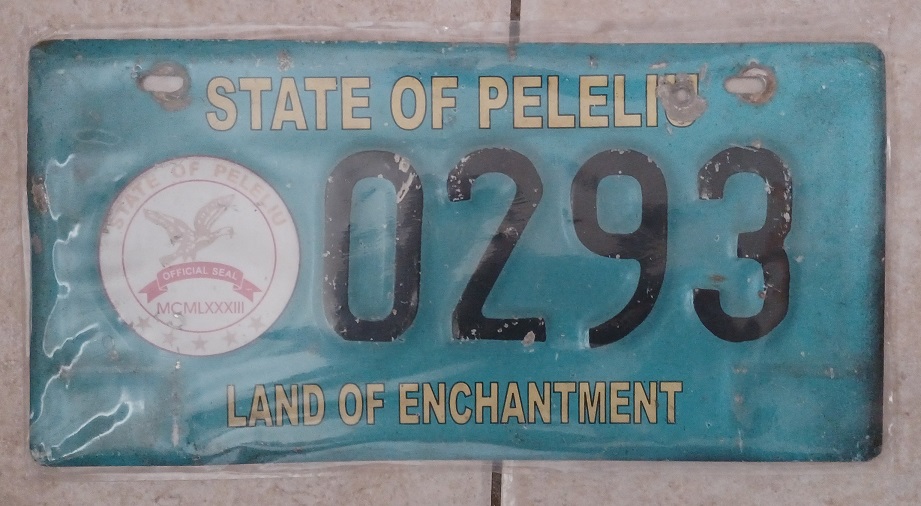 STATE OF PELELIU
STATE OF PELELIU
OFFICIAL SEAL
MCMLXXXIII
0293
LAND OF ENCHANTMENT